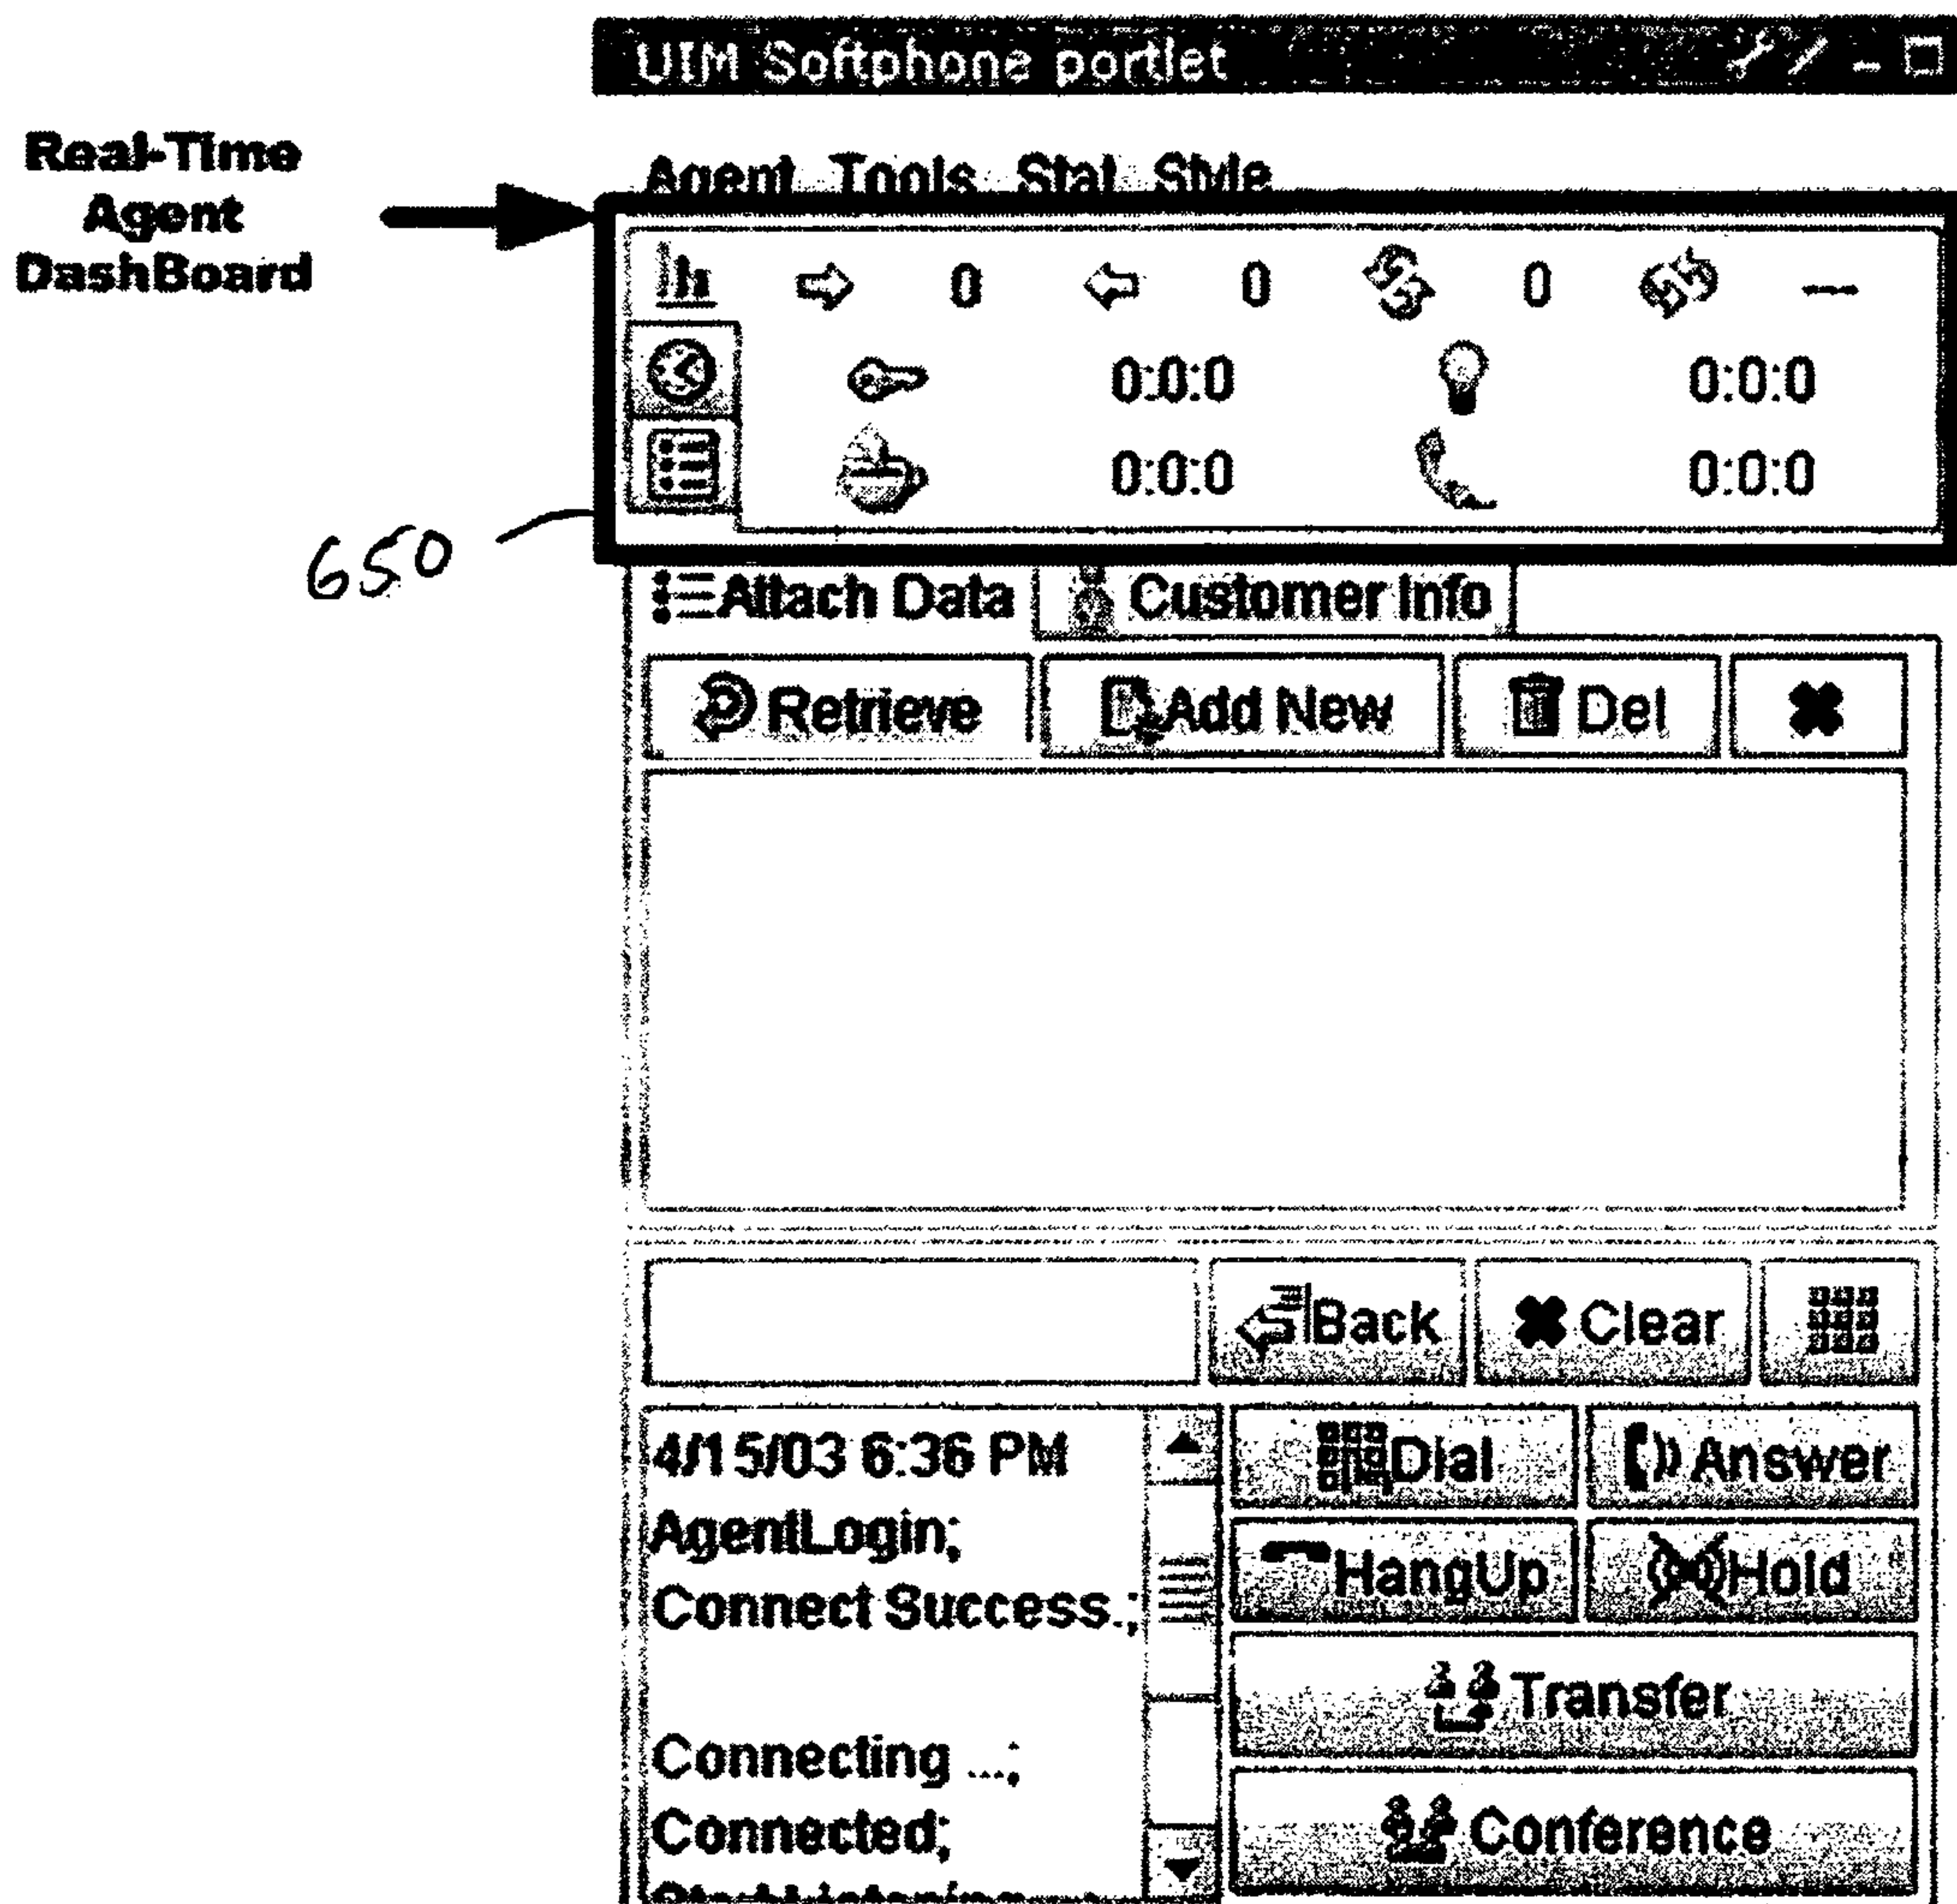 UIM Softphone portlet
Real-Time
Agent
DashBoard
Agent Tools Stat Style
0 0 0 —
0:0:0 0:0:0
0:0:0 0:0:0
650
Attach Data Customer Info
Retrieve Add New Del
Back Clear
4/15/03 6:36 PM
AgentLogin;
Connect Success.;
Connecting ...;
Connected;
Dial Answer
HangUp Hold
Transfer
Conference